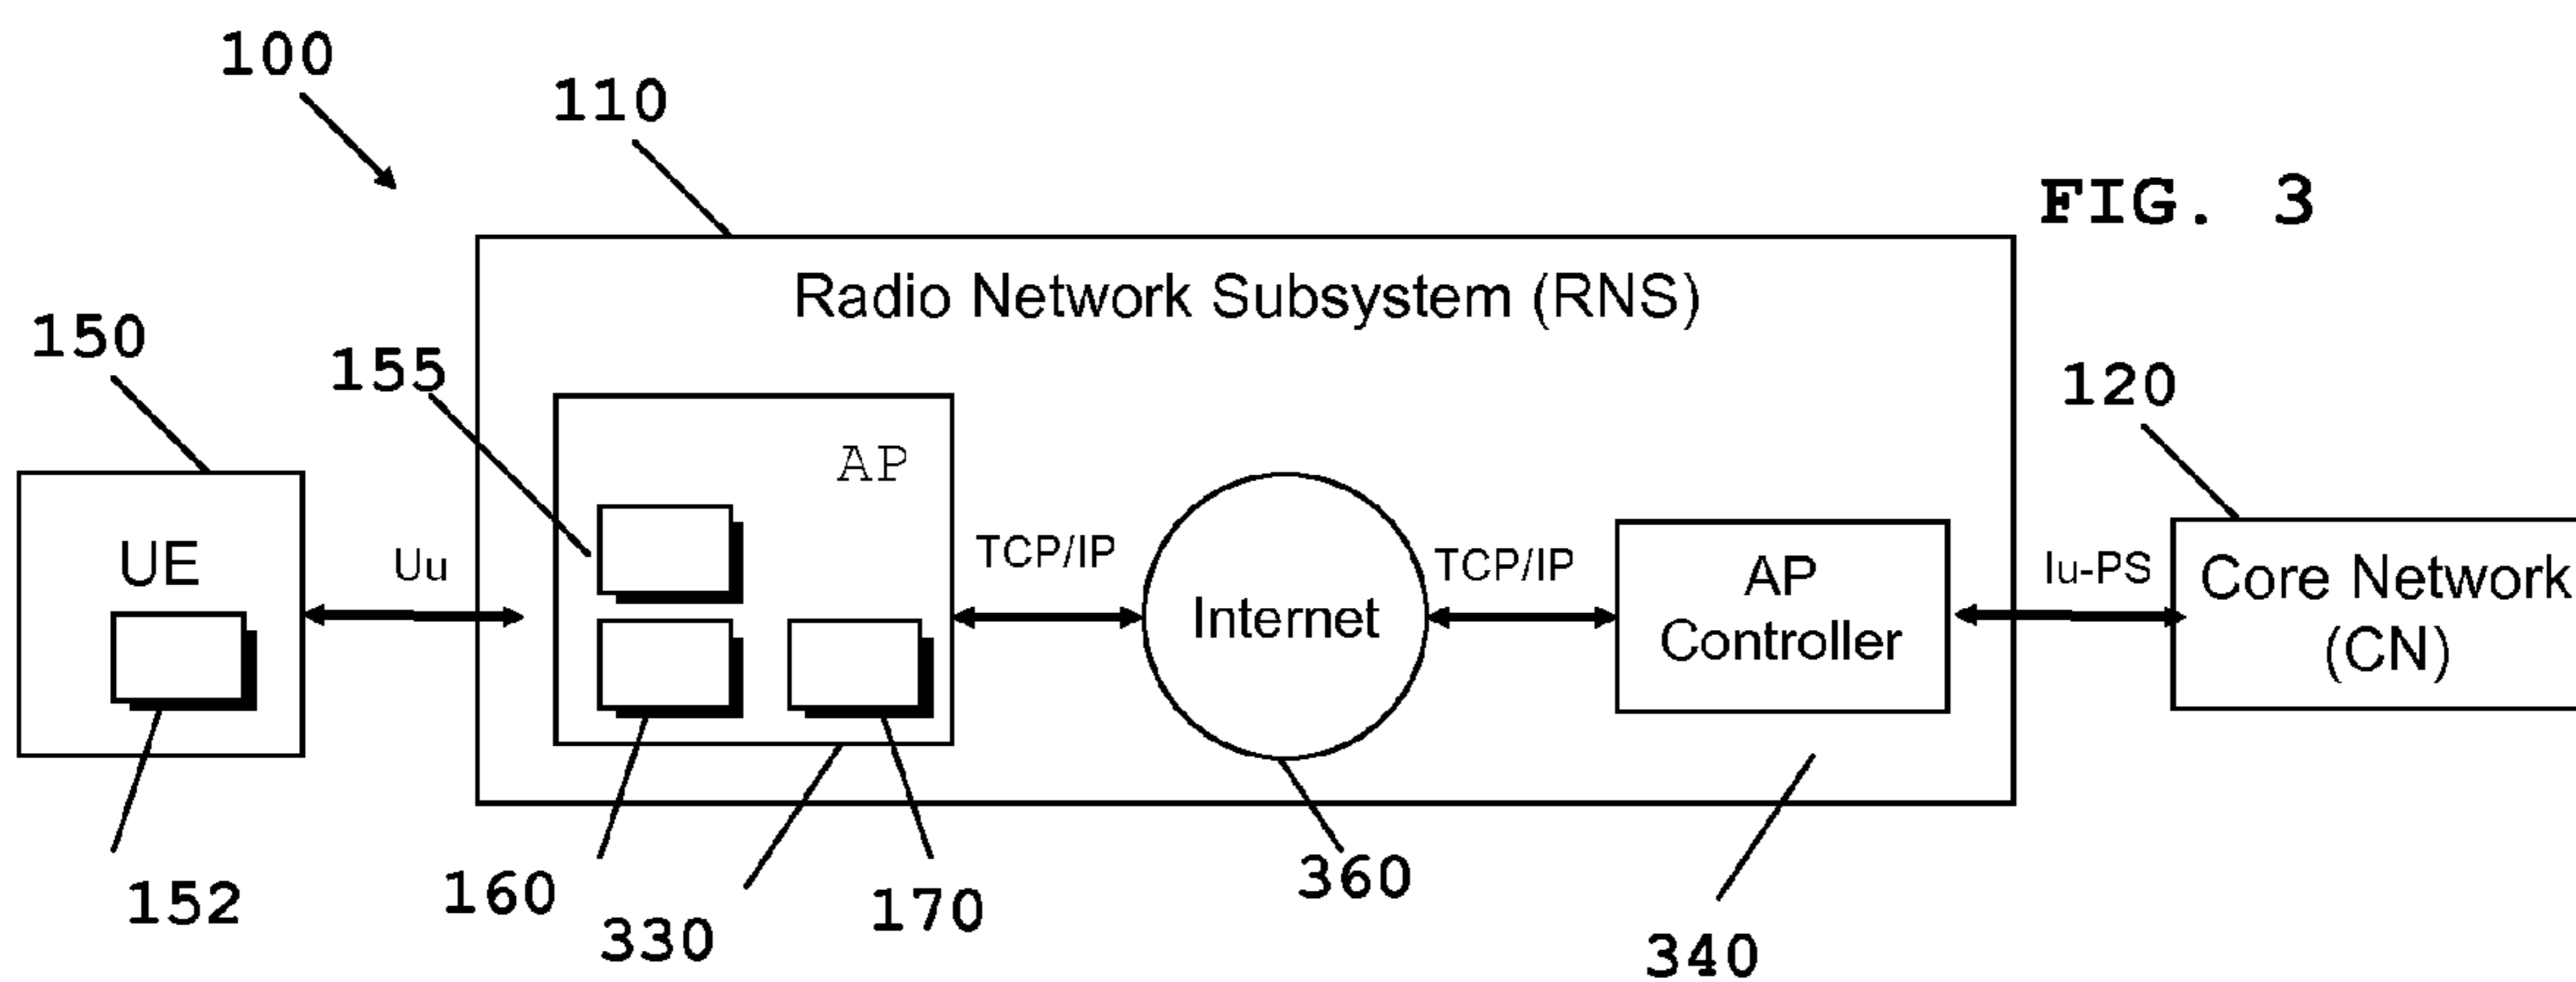 100
110
FIG. 3
Radio Network Subsystem (RNS)
150
155
120
AP
UE
Uu
TCP/IP
Internet
TCP/IP
AP
Controller
Iu-PS
Core Network
(CN)
152
160
330
170
360
340